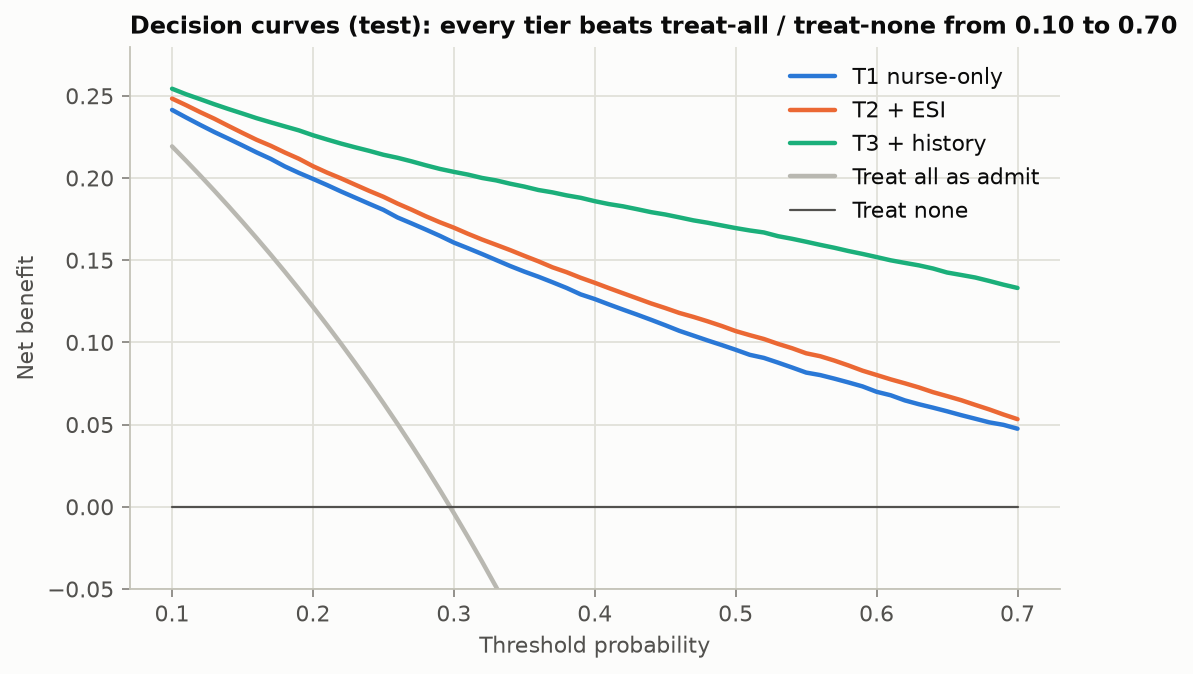 Decision curves (test): every tier beats treat-all / treat-none from 0.10 to 0.70
T1 nurse-only
T2 + ESI
T3 + history
Treat all as admit
Treat none
Net benefit
0.25
0.20
0.15
0.10
0.05
0.00
−0.05
0.1 0.2 0.3 0.4 0.5 0.6 0.7
Threshold probability